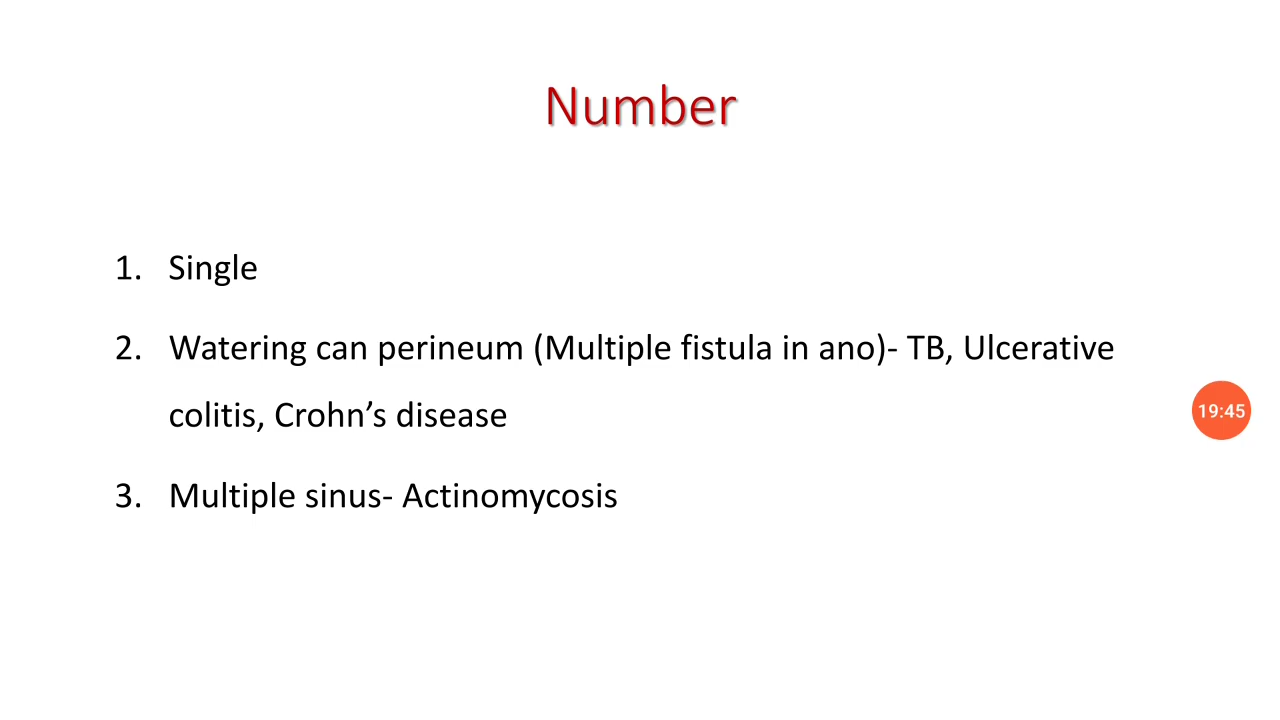 Number
1. Single
2. Watering can perineum (Multiple fistula in ano)- TB, Ulcerative
colitis, Crohn’s disease
19:45
3. Multiple sinus- Actinomycosis